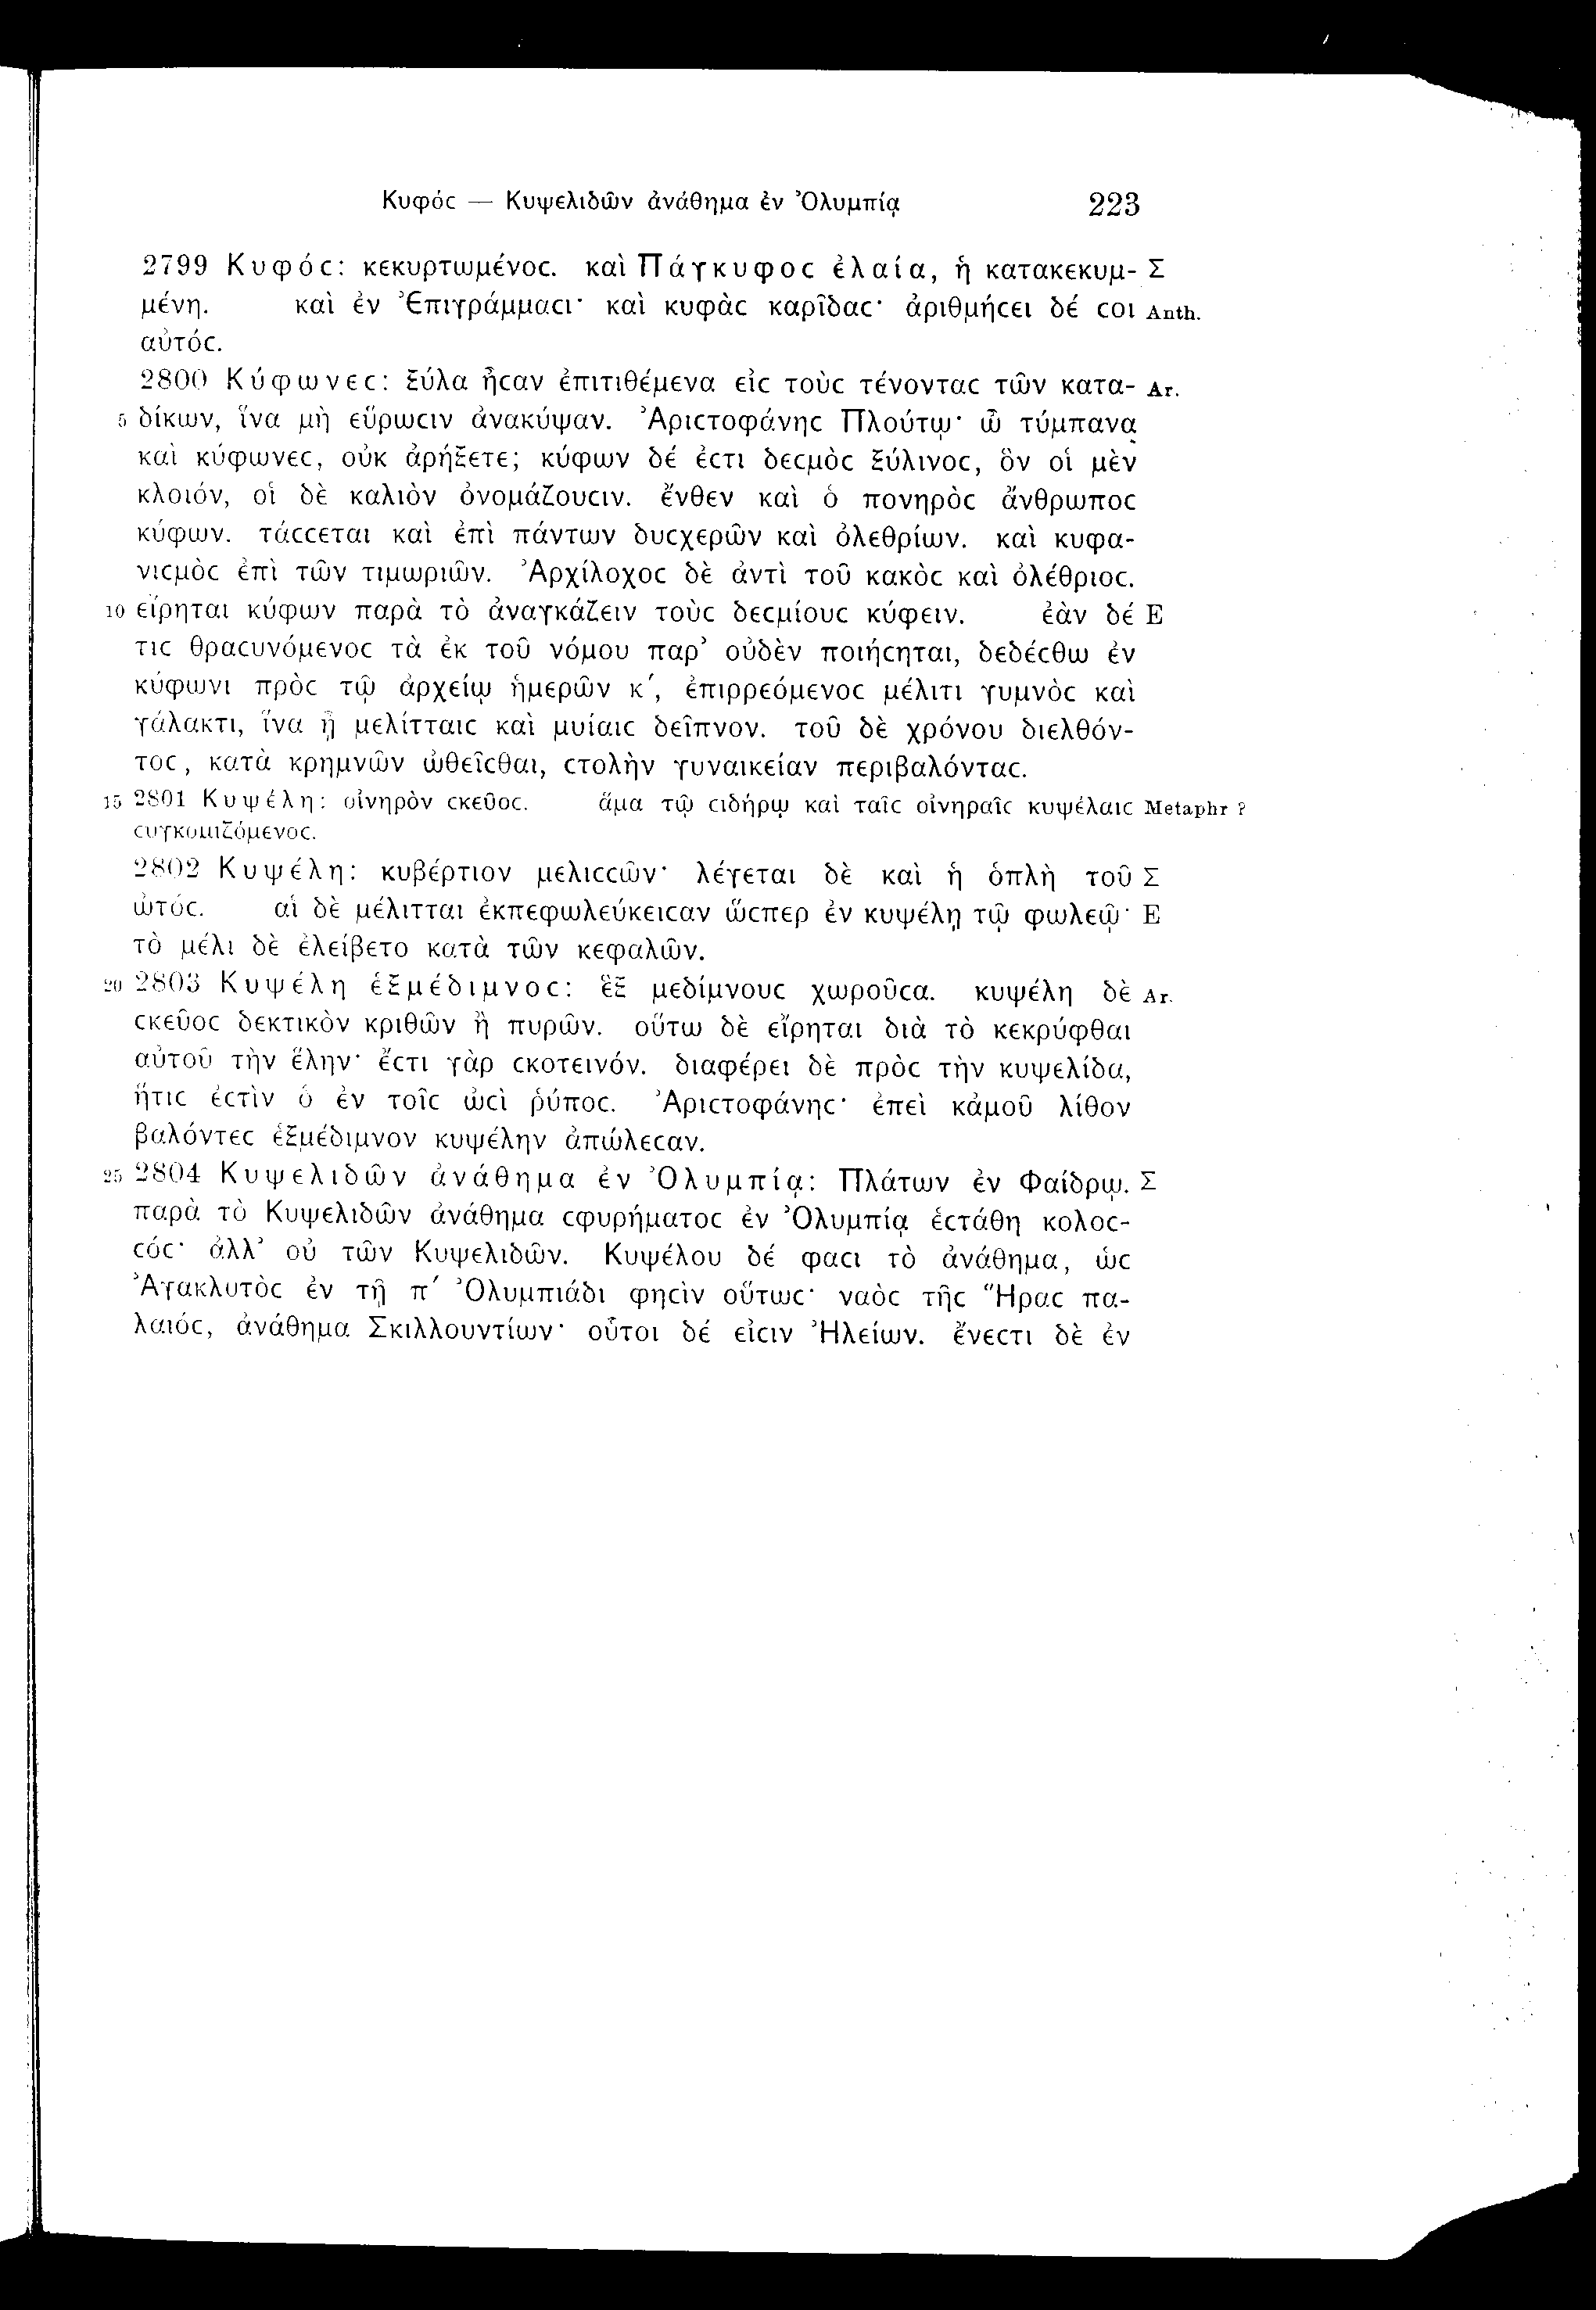 Κυφόϲ — Κυψελιδῶν ἀνάθημα ἐν Ὀλυμπίᾳ 223
2799 Κυφόϲ: κεκυρτωμένοϲ. καὶ Πάγκυφοϲ ἐλαία, ἡ κατακεκυμ- Σ
μένη. καὶ ἐν Ἐπιγράμμαϲι· καὶ κυφὰϲ καρῖδαϲ· ἀριθμήϲει δέ ϲοι Anth.
αὐτόϲ.
2800 Κύφωνεϲ: ξύλα ἦϲαν ἐπιτιθέμενα εἰϲ τοὺϲ τένονταϲ τῶν κατα- Ar.
5 δίκων, ἵνα μὴ εὕρωϲιν ἀνακύψαν. Ἀριϲτοφάνηϲ Πλούτῳ· ὦ τύμπανα
καὶ κύφωνεϲ, οὐκ ἀρήξετε; κύφων δέ ἐϲτι δεϲμὸϲ ξύλινοϲ, ὃν οἱ μὲν
κλοιόν, οἱ δὲ καλιὸν ὀνομάζουϲιν. ἔνθεν καὶ ὁ πονηρὸϲ ἄνθρωποϲ
κύφων. τάϲϲεται καὶ ἐπὶ πάντων δυϲχερῶν καὶ ὀλεθρίων. καὶ κυφα-
νιϲμὸϲ ἐπὶ τῶν τιμωριῶν. Ἀρχίλοχοϲ δὲ ἀντὶ τοῦ κακὸϲ καὶ ὀλέθριοϲ.
10 εἴρηται κύφων παρὰ τὸ ἀναγκάζειν τοὺϲ δεϲμίουϲ κύφειν. ἐὰν δέ E
τιϲ θραϲυνόμενοϲ τὰ ἐκ τοῦ νόμου παρ’ οὐδὲν ποιήϲηται, δεδέϲθω ἐν
κύφωνι πρὸϲ τῷ ἀρχείῳ ἡμερῶν κʹ, ἐπιρρεόμενοϲ μέλιτι γυμνὸϲ καὶ
γάλακτι, ἵνα ᾖ μελίτταιϲ καὶ μυίαιϲ δεῖπνον. τοῦ δὲ χρόνου διελθόν-
τοϲ, κατὰ κρημνῶν ὠθεῖϲθαι, ϲτολὴν γυναικείαν περιβαλόνταϲ.
15 2801 Κυψέλη: οἰνηρὸν ϲκεῦοϲ. ἅμα τῷ ϲιδήρῳ καὶ ταῖϲ οἰνηραῖϲ κυψέλαιϲ Metaphr ?
ϲυγκομιζόμενοϲ.
2802 Κυψέλη: κυβέρτιον μελιϲϲῶν· λέγεται δὲ καὶ ἡ ὁπλὴ τοῦ Σ
ὠτόϲ. αἱ δὲ μέλιτται ἐκπεφωλεύκειϲαν ὥϲπερ ἐν κυψέλῃ τῷ φωλεῷ· E
τὸ μέλι δὲ ἐλείβετο κατὰ τῶν κεφαλῶν.
20 2803 Κυψέλη ἑξμέδιμνοϲ: ἓξ μεδίμνουϲ χωροῦϲα. κυψέλη δὲ Ar.
ϲκεῦοϲ δεκτικὸν κριθῶν ἢ πυρῶν. οὕτω δὲ εἴρηται διὰ τὸ κεκρύφθαι
αὐτοῦ τὴν ἕλην· ἔϲτι γὰρ ϲκοτεινόν. διαφέρει δὲ πρὸϲ τὴν κυψελίδα,
ἥτιϲ ἐϲτὶν ὁ ἐν τοῖϲ ὠϲὶ ῥύποϲ. Ἀριϲτοφάνηϲ· ἐπεὶ κἀμοῦ λίθον
βαλόντεϲ ἑξμέδιμνον κυψέλην ἀπώλεϲαν.
25 2804 Κυψελιδῶν ἀνάθημα ἐν Ὀλυμπίᾳ: Πλάτων ἐν Φαίδρῳ. Σ
παρὰ τὸ Κυψελιδῶν ἀνάθημα ϲφυρήματοϲ ἐν Ὀλυμπίᾳ ἐϲτάθη κολοϲ-
ϲόϲ· ἀλλ’ οὐ τῶν Κυψελιδῶν. Κυψέλου δέ φαϲι τὸ ἀνάθημα, ὡϲ
Ἀγακλυτὸϲ ἐν τῇ πʹ Ὀλυμπιάδι φηϲὶν οὕτωϲ· ναὸϲ τῆϲ Ἥραϲ πα-
λαιόϲ, ἀνάθημα Σκιλλουντίων· οὗτοι δέ εἰϲιν Ἠλείων. ἔνεϲτι δὲ ἐν